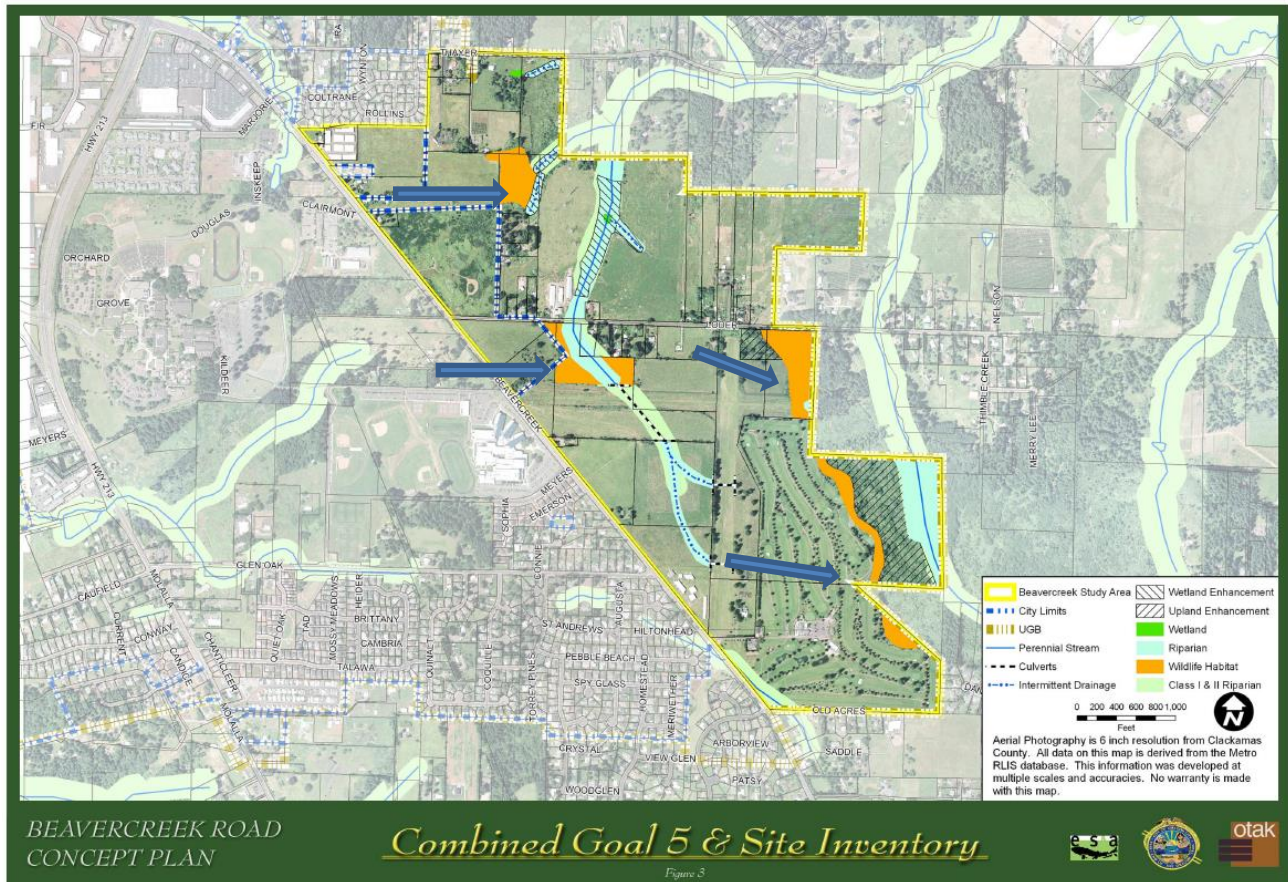 THAYER
IRA
WYNTON
COLTRANE
ROLLINS
MARJORIE
FIR
HWY 213
INSKEEP
CLAIRMONT
DOUGLAS
ORCHARD
GROVE
KILDEER
LODER
NELSON
THIMBLE CREEK
MERRY LEE
BEAVERCREEK
MEYERS
HWY 213
MEYERS
EMERSON
SOPHIA
CONNIE
GLEN OAK
CAUFIELD
MOLALLA
CONWAY
CURRENT
CANDICE
CHANTICLEER
MOLALLA
QUIET OAK
TAD
MOSSY MEADOWS
HEIDER
BRITTANY
CAMBRIA
TALAWA
QUINALT
COQUILLE
TORREY PINES
ST ANDREWS
AUGUSTA
HILTONHEAD
PEBBLE BEACH
SPY GLASS
HOMESTEAD
MERIWETHER
CRYSTAL
VIEW GLEN
WOODGLEN
ARBORVIEW
PATSY
SADDLE
OLD ACRES
DAN
Beavercreek Study Area
City Limits
UGB
Perennial Stream
Culverts
Intermittent Drainage
Wetland Enhancement
Upland Enhancement
Wetland
Riparian
Wildlife Habitat
Class I & II Riparian
0 200 400 600 800 1,000
Feet
N
Aerial Photography is 6 inch resolution from Clackamas
County. All data on this map is derived from the Metro
RLIS database. This information was developed at
multiple scales and accuracies. No warranty is made
with this map.
BEAVERCREEK ROAD
CONCEPT PLAN
Combined Goal 5 & Site Inventory
Figure 3
esa
otak